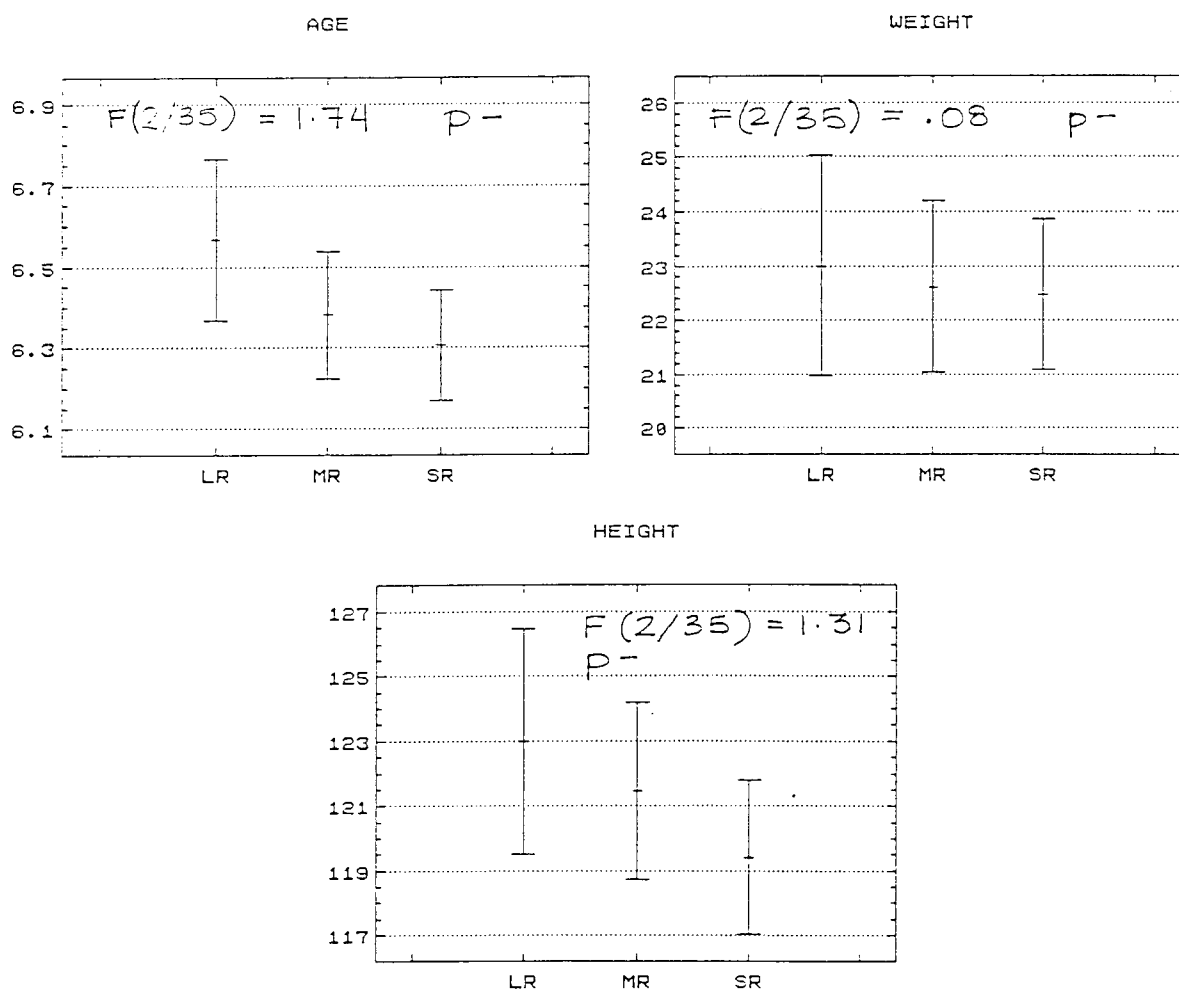 AGE
F(2/35) = 1.74 p -
6.9
6.7
6.5
6.3
6.1
LR MR SR
WEIGHT
F(2/35) = .08 p -
26
25
24
23
22
21
20
LR MR SR
HEIGHT
F (2/35) = 1.31
p -
127
125
123
121
119
117
LR MR SR